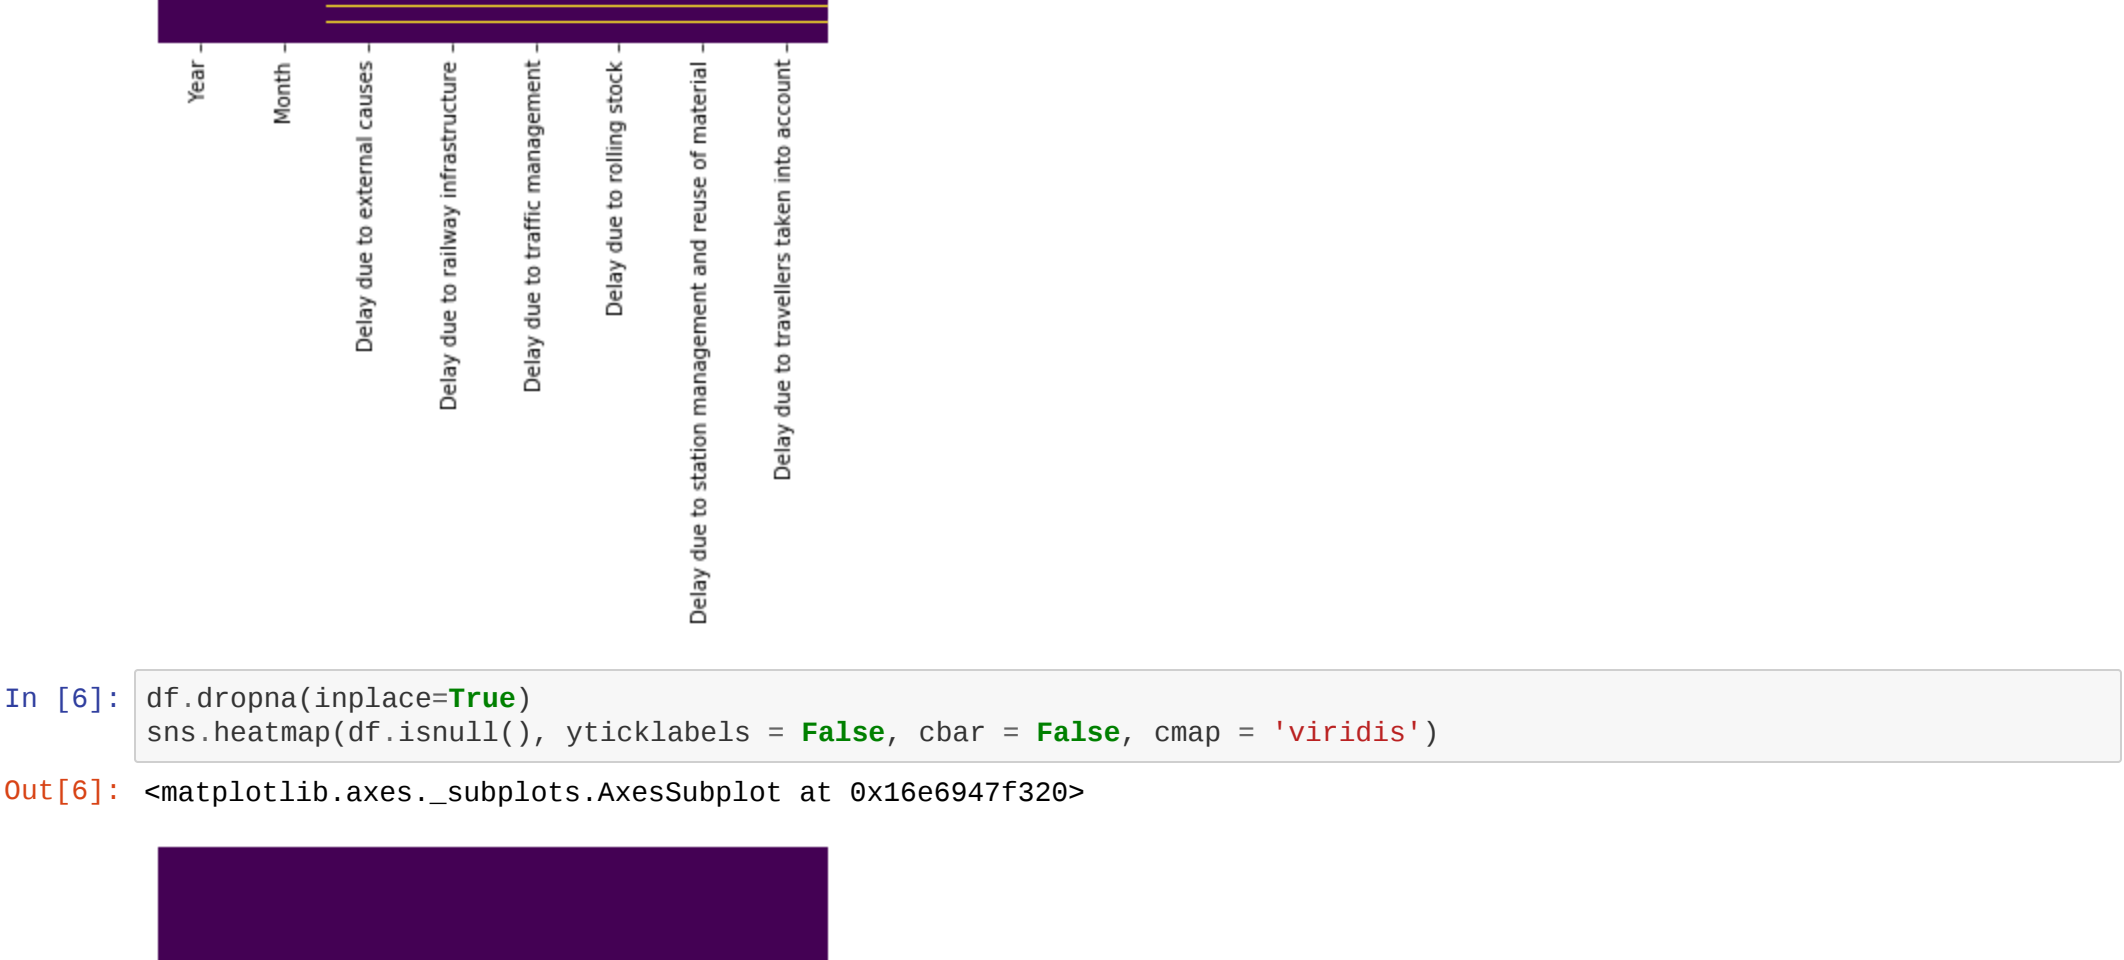 Year
Month
Delay due to external causes
Delay due to railway infrastructure
Delay due to traffic management
Delay due to rolling stock
Delay due to station management and reuse of material
Delay due to travellers taken into account
In [6]: df.dropna(inplace=True)
sns.heatmap(df.isnull(), yticklabels = False, cbar = False, cmap = 'viridis')
Out[6]: <matplotlib.axes._subplots.AxesSubplot at 0x16e6947f320>